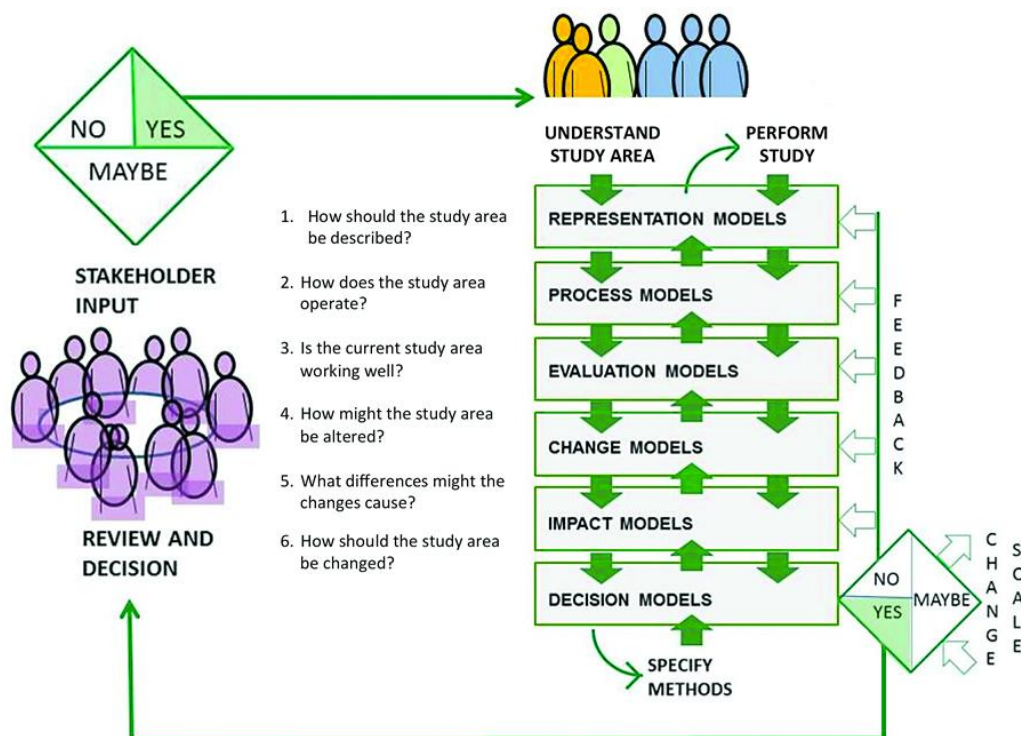 NO
YES
MAYBE
STAKEHOLDER
INPUT
REVIEW AND
DECISION
1. How should the study area
be described?
2. How does the study area
operate?
3. Is the current study area
working well?
4. How might the study area
be altered?
5. What differences might the
changes cause?
6. How should the study area
be changed?
UNDERSTAND
STUDY AREA
PERFORM
STUDY
REPRESENTATION MODELS
PROCESS MODELS
EVALUATION MODELS
CHANGE MODELS
IMPACT MODELS
DECISION MODELS
SPECIFY
METHODS
FEEDBACK
NO
YES
MAYBE
CHANGE
SCALE